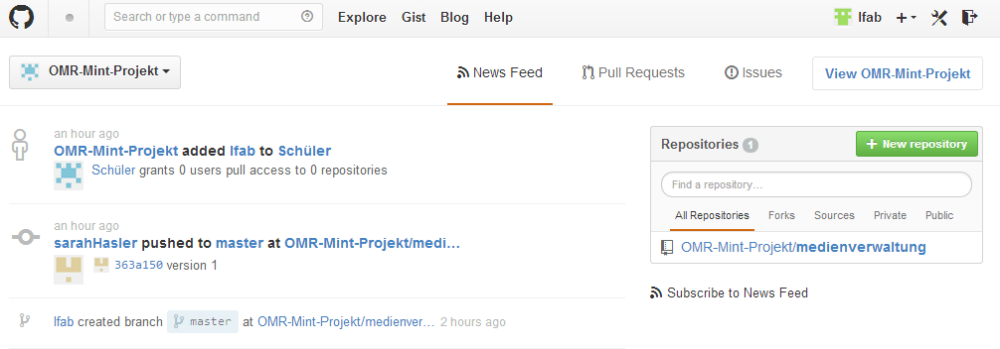 Search or type a command
Explore Gist Blog Help
lfab
OMR-Mint-Projekt
News Feed Pull Requests Issues View OMR-Mint-Projekt
an hour ago
OMR-Mint-Projekt added lfab to Schüler
Schüler grants 0 users pull access to 0 repositories
an hour ago
sarahHasler pushed to master at OMR-Mint-Projekt/medi…
363a150 version 1
lfab created branch master at OMR-Mint-Projekt/medienver… 2 hours ago
Repositories 1 + New repository
Find a repository…
All Repositories Forks Sources Private Public
OMR-Mint-Projekt/medienverwaltung
Subscribe to News Feed